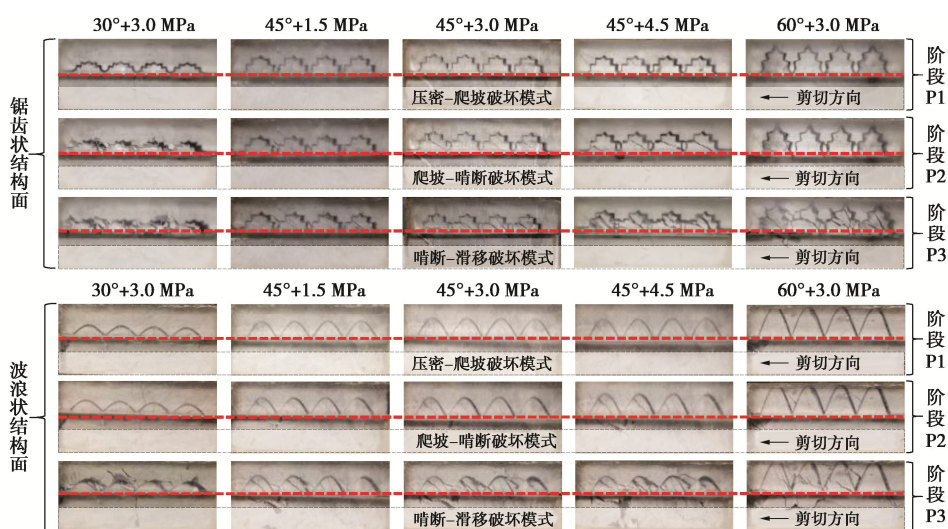 30°+3.0 MPa 45°+1.5 MPa 45°+3.0 MPa 45°+4.5 MPa 60°+3.0 MPa
锯齿状结构面
压密–爬坡破坏模式
剪切方向
阶段P1
爬坡–啃断破坏模式
剪切方向
阶段P2
啃断–滑移破坏模式
剪切方向
阶段P3
30°+3.0 MPa 45°+1.5 MPa 45°+3.0 MPa 45°+4.5 MPa 60°+3.0 MPa
波浪状结构面
压密–爬坡破坏模式
剪切方向
阶段P1
爬坡–啃断破坏模式
剪切方向
阶段P2
啃断–滑移破坏模式
剪切方向
阶段P3